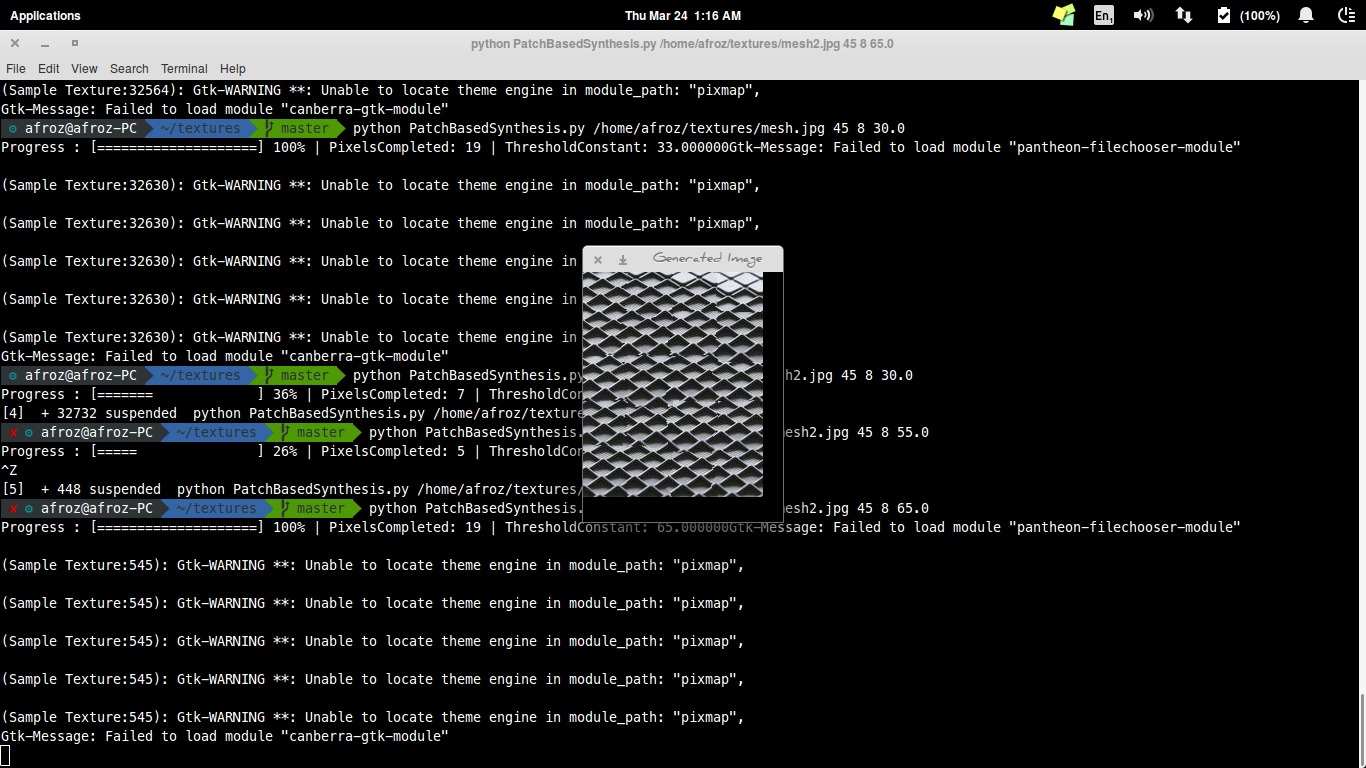 Applications
Thu Mar 24 1:16 AM
En1
(100%)
python PatchBasedSynthesis.py /home/afroz/textures/mesh2.jpg 45 8 65.0
File Edit View Search Terminal Help
(Sample Texture:32564): Gtk-WARNING **: Unable to locate theme engine in module_path: "pixmap",
Gtk-Message: Failed to load module "canberra-gtk-module"
afroz@afroz-PC ~/textures master python PatchBasedSynthesis.py /home/afroz/textures/mesh.jpg 45 8 30.0
Progress : [====================] 100% | PixelsCompleted: 19 | ThresholdConstant: 33.000000Gtk-Message: Failed to load module "pantheon-filechooser-module"
(Sample Texture:32630): Gtk-WARNING **: Unable to locate theme engine in module_path: "pixmap",
(Sample Texture:32630): Gtk-WARNING **: Unable to locate theme engine in module_path: "pixmap",
(Sample Texture:32630): Gtk-WARNING **: Unable to locate theme engine in
(Sample Texture:32630): Gtk-WARNING **: Unable to locate theme engine in
(Sample Texture:32630): Gtk-WARNING **: Unable to locate theme engine in
Gtk-Message: Failed to load module "canberra-gtk-module"
afroz@afroz-PC ~/textures master python PatchBasedSynthesis.py h2.jpg 45 8 30.0
Progress : [======= ] 36% | PixelsCompleted: 7 | ThresholdCon
[4] + 32732 suspended python PatchBasedSynthesis.py /home/afroz/texture
✘ afroz@afroz-PC ~/textures master python PatchBasedSynthesis. esh2.jpg 45 8 55.0
Progress : [===== ] 26% | PixelsCompleted: 5 | ThresholdCon
^Z
[5] + 448 suspended python PatchBasedSynthesis.py /home/afroz/textures/
✘ afroz@afroz-PC ~/textures master python PatchBasedSynthesis. esh2.jpg 45 8 65.0
Progress : [====================] 100% | PixelsCompleted: 19 | ThresholdConstant: 65.000000Gtk-Message: Failed to load module "pantheon-filechooser-module"
(Sample Texture:545): Gtk-WARNING **: Unable to locate theme engine in module_path: "pixmap",
(Sample Texture:545): Gtk-WARNING **: Unable to locate theme engine in module_path: "pixmap",
(Sample Texture:545): Gtk-WARNING **: Unable to locate theme engine in module_path: "pixmap",
(Sample Texture:545): Gtk-WARNING **: Unable to locate theme engine in module_path: "pixmap",
(Sample Texture:545): Gtk-WARNING **: Unable to locate theme engine in module_path: "pixmap",
Gtk-Message: Failed to load module "canberra-gtk-module"
Generated Image